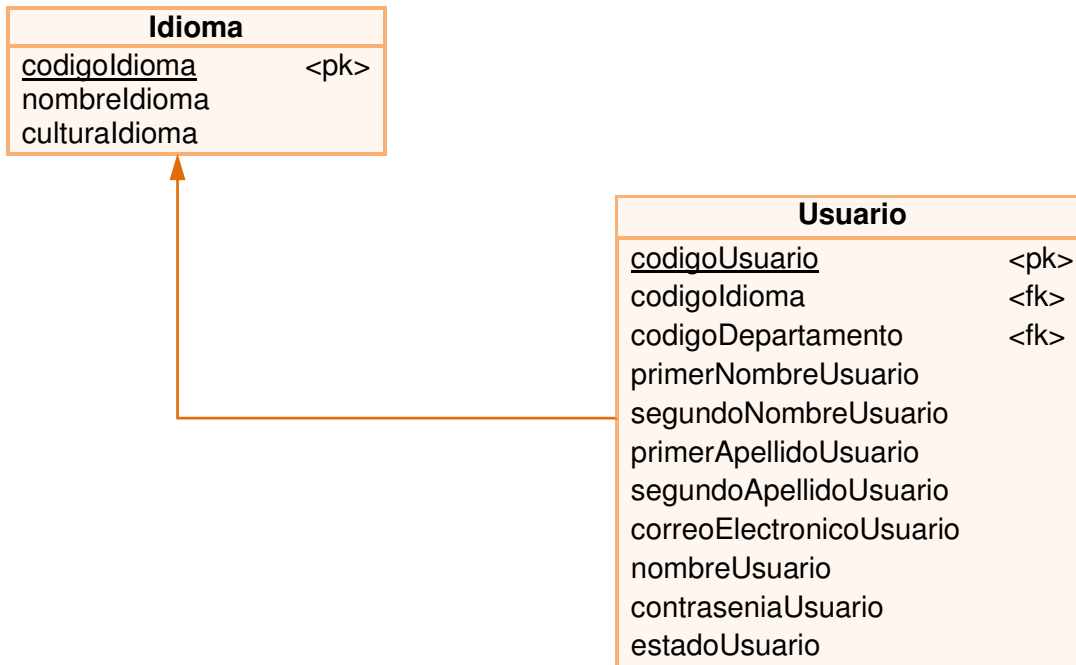 Idioma
codigoIdioma <pk>
nombreIdioma
culturaIdioma
Usuario
codigoUsuario <pk>
codigoIdioma <fk>
codigoDepartamento <fk>
primerNombreUsuario
segundoNombreUsuario
primerApellidoUsuario
segundoApellidoUsuario
correoElectronicoUsuario
nombreUsuario
contraseniaUsuario
estadoUsuario